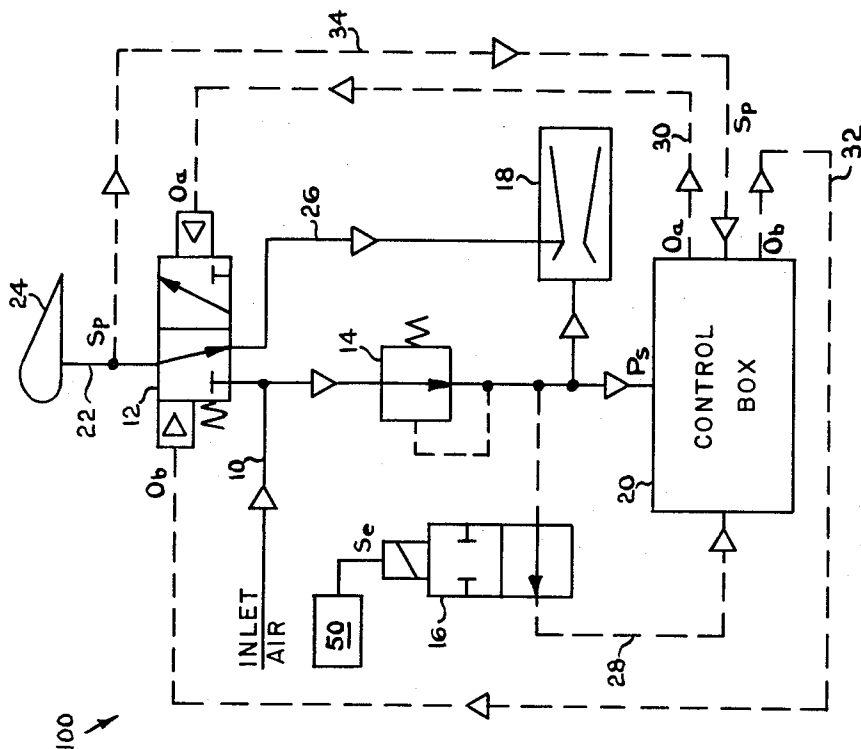 100
24
22
Sp
34
12
Ob
Oa
10
26
INLET
AIR
14
18
50
Se
16
30
Ps
Oa
Sp
Ob
20
CONTROL
BOX
28
32